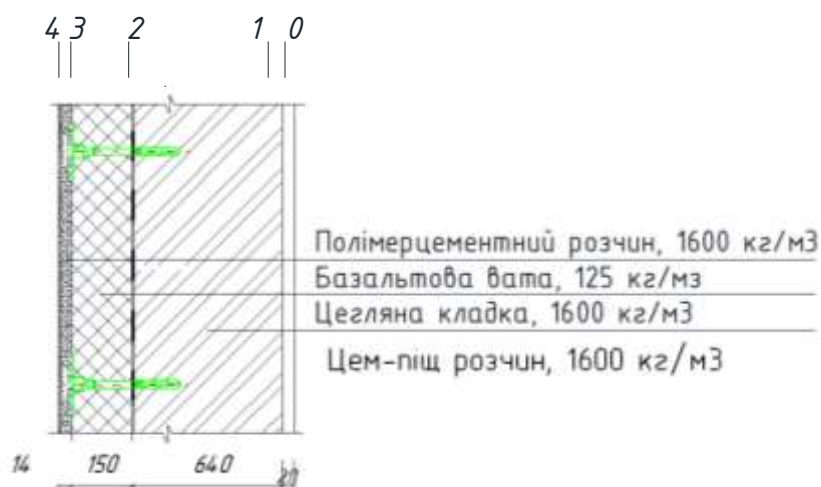 4 3 2 1 0
Полімерцементний розчин, 1600 кг/м3
Базальтова вата, 125 кг/мз
Цегляна кладка, 1600 кг/м3
Цем-піщ розчин, 1600 кг/м3
14 150 640 20